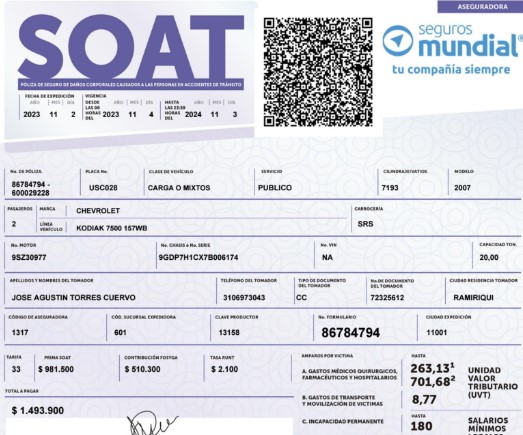 ASEGURADORA
SOAT
seguros
mundial
tu compañía siempre
PÓLIZA DE SEGURO DE DAÑOS CORPORALES CAUSADOS A LAS PERSONAS EN ACCIDENTES DE TRÁNSITO
FECHA DE EXPEDICIÓN VIGENCIA
AÑO MES DÍA DESDE LAS 00 HORAS DEL AÑO MES DÍA HASTA LAS 23:59 HORAS DEL AÑO MES DÍA
2023 11 2 2023 11 4 2024 11 3
No. DE PÓLIZA. PLACA No. CLASE DE VEHÍCULO SERVICIO CILINDRAJE/VATIOS MODELO
86784794 - 600029228 USC028 CARGA O MIXTOS PUBLICO 7193 2007
PASAJEROS MARCA CHEVROLET CARROCERÍA
2 LÍNEA VEHÍCULO KODIAK 7500 157WB SRS
No. MOTOR No. CHASIS o No. SERIE No. VIN CAPACIDAD TON.
9SZ30977 9GDP7H1CX7B006174 NA 20,00
APELLIDOS Y NOMBRES DEL TOMADOR TELÉFONO DEL TOMADOR TIPO DE DOCUMENTO DEL TOMADOR No. DE DOCUMENTO DEL TOMADOR CIUDAD RESIDENCIA TOMADOR
JOSE AGUSTIN TORRES CUERVO 3106973043 CC 72325612 RAMIRIQUI
CÓDIGO DE ASEGURADORA CÓD. SUCURSAL EXPEDIDORA CLAVE PRODUCTOR No. FORMULARIO CIUDAD EXPEDICIÓN
1317 601 13158 86784794 11001
TARIFA PRIMA SOAT CONTRIBUCIÓN FOSYGA TASA RUNT
33 $ 981.500 $ 510.300 $ 2.100
TOTAL A PAGAR
$ 1.493.900
AMPAROS POR VICTIMA HASTA
A. GASTOS MÉDICOS QUIRURGICOS, FARMACÉUTICOS Y HOSPITALARIOS 263,13¹ 701,68² UNIDAD VALOR TRIBUTARIO (UVT)
B. GASTOS DE TRANSPORTE Y MOVILIZACIÓN DE VICTIMAS 8,77
C. INCAPACIDAD PERMANENTE HASTA 180 SALARIOS MÍNIMOS